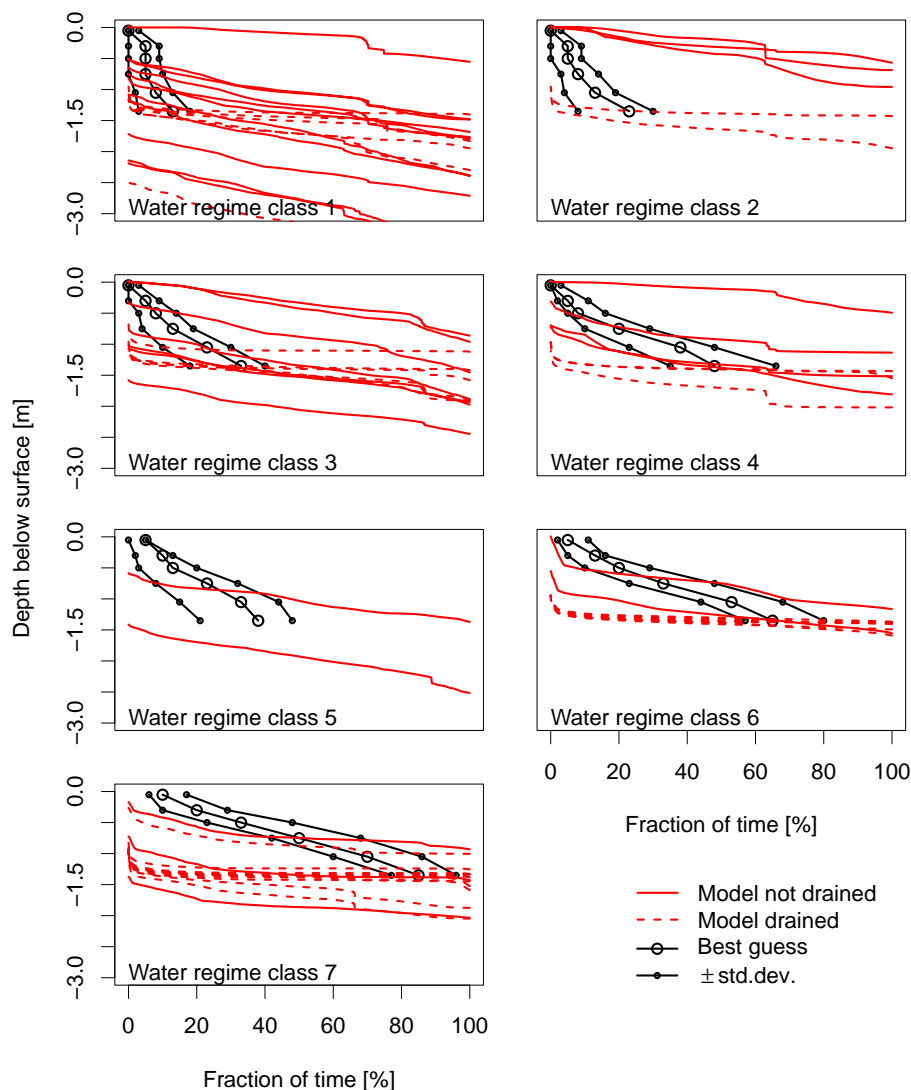 0.0
−1.5
−3.0
Water regime class 1
Water regime class 2
0.0
−1.5
−3.0
Water regime class 3
Water regime class 4
Depth below surface [m]
0.0
−1.5
−3.0
Water regime class 5
Water regime class 6
0 20 40 60 80 100
Fraction of time [%]
0.0
−1.5
−3.0
Water regime class 7
0 20 40 60 80 100
Fraction of time [%]
Model not drained
Model drained
Best guess
± std.dev.